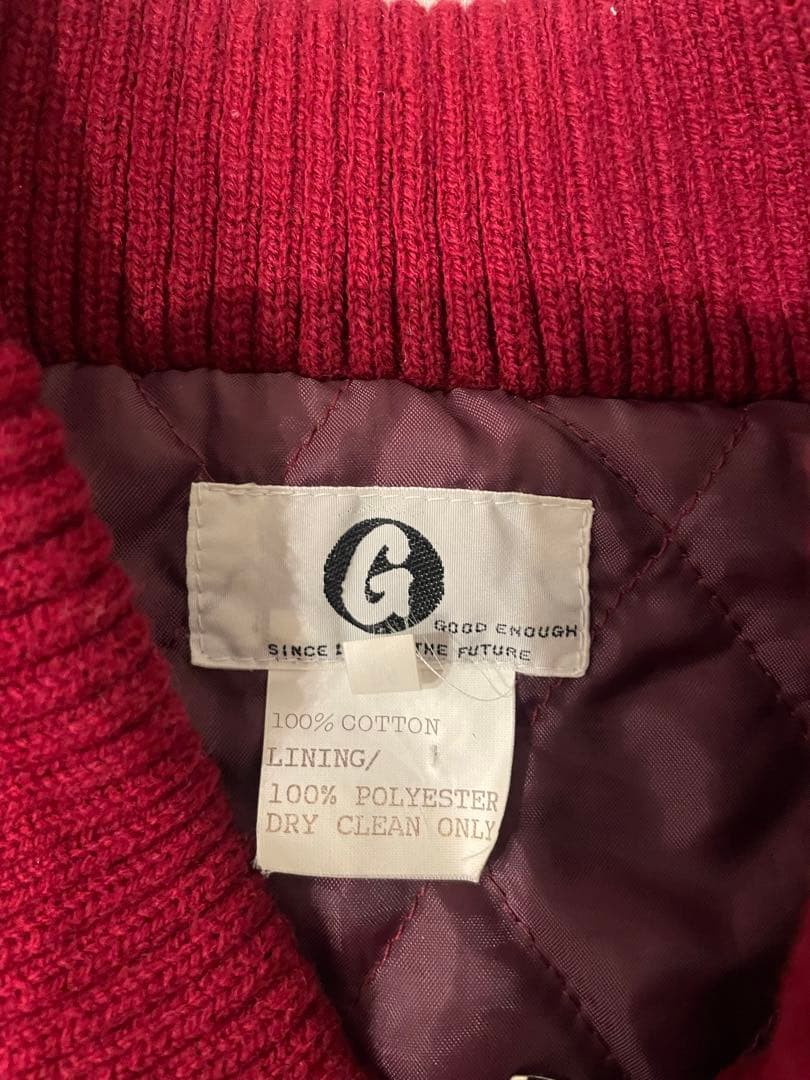 G
GOOD ENOUGH
SINCE THE FUTURE
100% COTTON
LINING/
100% POLYESTER
DRY CLEAN ONLY